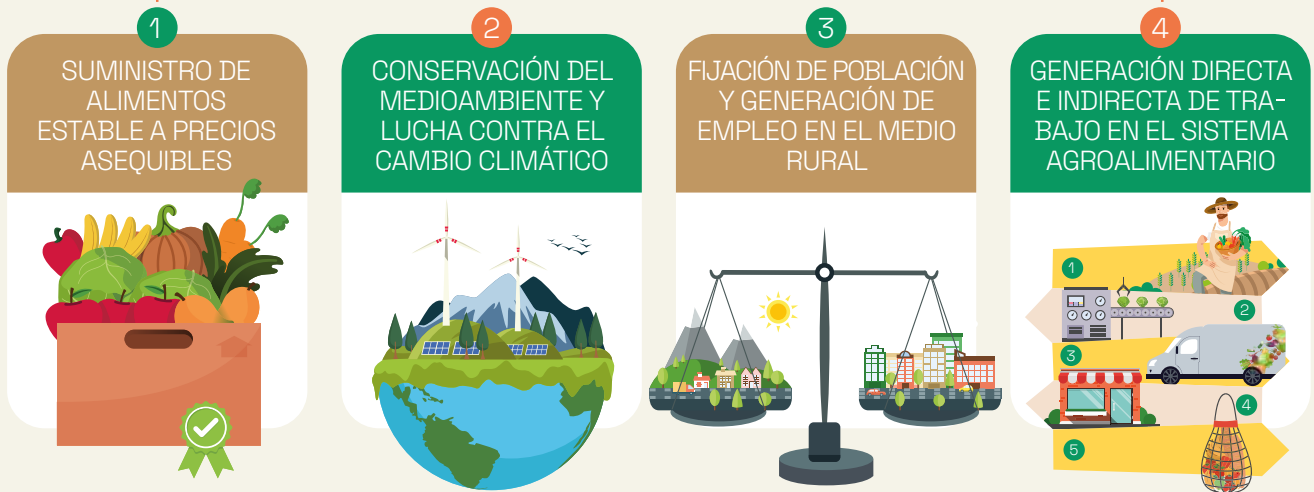 1
SUMINISTRO DE
ALIMENTOS
ESTABLE A PRECIOS
ASEQUIBLES
2
CONSERVACIÓN DEL
MEDIOAMBIENTE Y
LUCHA CONTRA EL
CAMBIO CLIMÁTICO
3
FIJACIÓN DE POBLACIÓN
Y GENERACIÓN DE
EMPLEO EN EL MEDIO
RURAL
4
GENERACIÓN DIRECTA
E INDIRECTA DE TRA-
BAJO EN EL SISTEMA
AGROALIMENTARIO
1
2
3
4
5